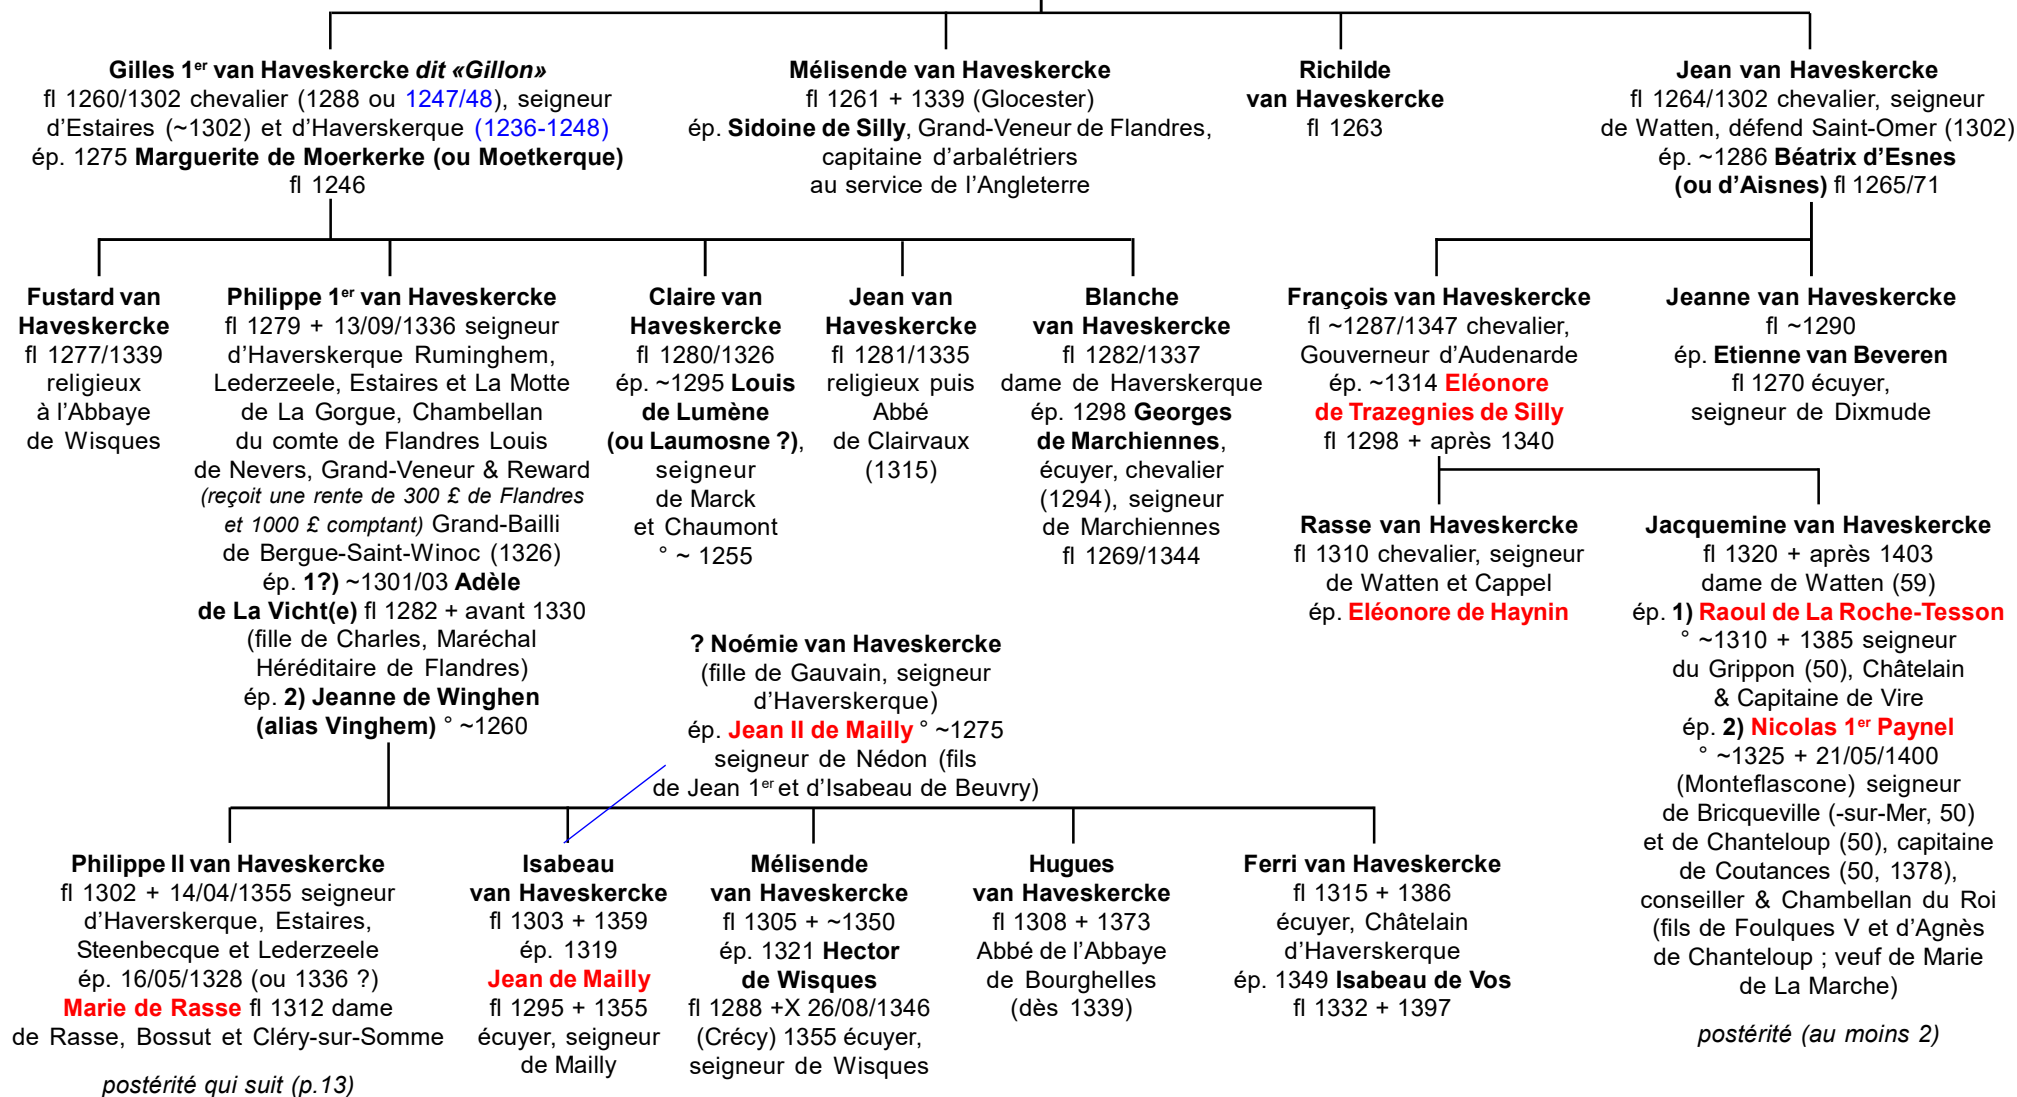 Gilles 1er van Haveskercke dit «Gillon»
fl 1260/1302 chevalier (1288 ou 1247/48), seigneur
d'Estaires (~1302) et d'Haverskerque (1236-1248)
ép. 1275 Marguerite de Moerkerke (ou Moetkerque)
fl 1246
Mélisende van Haveskercke
fl 1261 + 1339 (Glocester)
ép. Sidoine de Silly, Grand-Veneur de Flandres,
capitaine d'arbalétriers
au service de l'Angleterre
Richilde
van Haveskercke
fl 1263
Jean van Haveskercke
fl 1264/1302 chevalier, seigneur
de Watten, défend Saint-Omer (1302)
ép. ~1286 Béatrix d'Esnes
(ou d'Aisnes) fl 1265/71
Fustard van
Haveskercke
fl 1277/1339
religieux
à l'Abbaye
de Wisques
Philippe 1er van Haveskercke
fl 1279 + 13/09/1336 seigneur
d'Haverskerque Ruminghem,
Lederzeele, Estaires et La Motte
de La Gorgue, Chambellan
du comte de Flandres Louis
de Nevers, Grand-Veneur & Reward
(reçoit une rente de 300 £ de Flandres
et 1000 £ comptant) Grand-Bailli
de Bergue-Saint-Winoc (1326)
ép. 1?) ~1301/03 Adèle
de La Vicht(e) fl 1282 + avant 1330
(fille de Charles, Maréchal
Héréditaire de Flandres)
ép. 2) Jeanne de Winghen
(alias Vinghem) ° ~1260
Claire van
Haveskercke
fl 1280/1326
ép. ~1295 Louis
de Lumène
(ou Laumosne ?),
seigneur
de Marck
et Chaumont
° ~ 1255
Jean van
Haveskercke
fl 1281/1335
religieux puis
Abbé
de Clairvaux
(1315)
Blanche
van Haveskercke
fl 1282/1337
dame de Haverskerque
ép. 1298 Georges
de Marchiennes,
écuyer, chevalier
(1294), seigneur
de Marchiennes
fl 1269/1344
François van Haveskercke
fl ~1287/1347 chevalier,
Gouverneur d'Audenarde
ép. ~1314 Eléonore
de Trazegnies de Silly
fl 1298 + après 1340
Jeanne van Haveskercke
fl ~1290
ép. Etienne van Beveren
fl 1270 écuyer,
seigneur de Dixmude
Rasse van Haveskercke
fl 1310 chevalier, seigneur
de Watten et Cappel
ép. Eléonore de Haynin
Jacquemine van Haveskercke
fl 1320 + après 1403
dame de Watten (59)
ép. 1) Raoul de La Roche-Tesson
° ~1310 + 1385 seigneur
du Grippon (50), Châtelain
& Capitaine de Vire
ép. 2) Nicolas 1er Paynel
° ~1325 + 21/05/1400
(Monteflascone) seigneur
de Bricqueville (-sur-Mer, 50)
et de Chanteloup (50), capitaine
de Coutances (50, 1378),
conseiller & Chambellan du Roi
(fils de Foulques V et d'Agnès
de Chanteloup ; veuf de Marie
de La Marche)
postérité (au moins 2)
? Noémie van Haveskercke
(fille de Gauvain, seigneur
d'Haverskerque)
ép. Jean II de Mailly ° ~1275
seigneur de Nédon (fils
de Jean 1er et d'Isabeau de Beuvry)
Philippe II van Haveskercke
fl 1302 + 14/04/1355 seigneur
d'Haverskerque, Estaires,
Steenbecque et Lederzeele
ép. 16/05/1328 (ou 1336 ?)
Marie de Rasse fl 1312 dame
de Rasse, Bossut et Cléry-sur-Somme
postérité qui suit (p.13)
Isabeau
van Haveskercke
fl 1303 + 1359
ép. 1319
Jean de Mailly
fl 1295 + 1355
écuyer, seigneur
de Mailly
Mélisende
van Haveskercke
fl 1305 + ~1350
ép. 1321 Hector
de Wisques
fl 1288 +X 26/08/1346
(Crécy) 1355 écuyer,
seigneur de Wisques
Hugues
van Haveskercke
fl 1308 + 1373
Abbé de l'Abbaye
de Bourghelles
(dès 1339)
Ferri van Haveskercke
fl 1315 + 1386
écuyer, Châtelain
d'Haverskerque
ép. 1349 Isabeau de Vos
fl 1332 + 1397